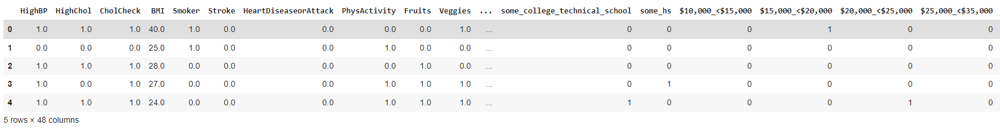 HighBP HighChol CholCheck BMI Smoker Stroke HeartDiseaseorAttack PhysActivity Fruits Veggies ... some_college_technical_school some_hs $10,000_<$15,000 $15,000_<$20,000 $20,000_<$25,000 $25,000_<$35,000
0 1.0 1.0 1.0 40.0 1.0 0.0 0.0 0.0 0.0 1.0 ... 0 0 0 1 0 0
1 0.0 0.0 0.0 25.0 1.0 0.0 0.0 1.0 0.0 0.0 ... 0 0 0 0 0 0
2 1.0 1.0 1.0 28.0 0.0 0.0 0.0 0.0 1.0 0.0 ... 0 0 0 0 0 0
3 1.0 0.0 1.0 27.0 0.0 0.0 0.0 1.0 1.0 1.0 ... 0 1 0 0 0 0
4 1.0 1.0 1.0 24.0 0.0 0.0 0.0 1.0 1.0 1.0 ... 1 0 0 0 1 0
5 rows × 48 columns